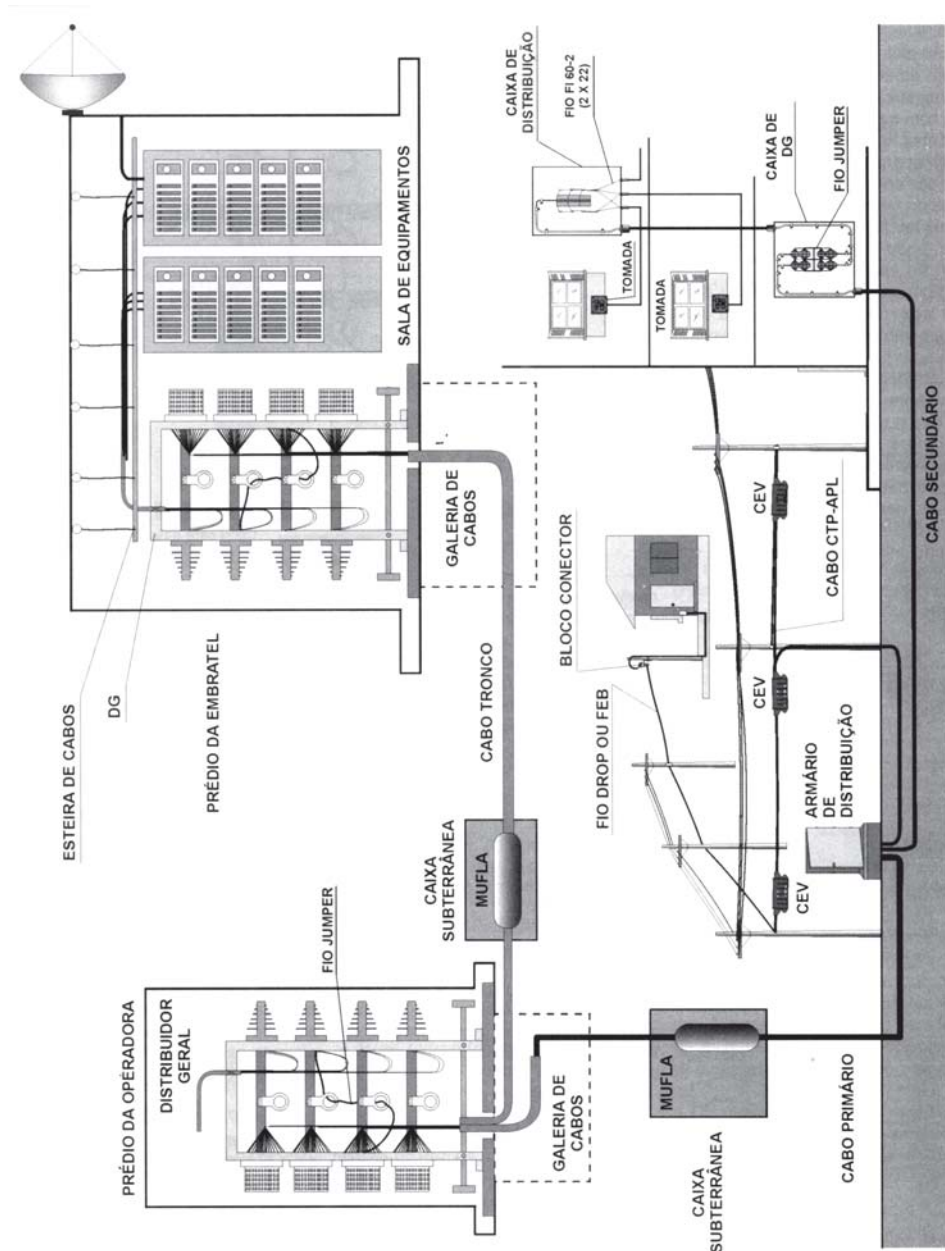 ESTEIRA DE CABOS
DG
PRÉDIO DA EMBRATEL
SALA DE EQUIPAMENTOS
GALERIA DE
CABOS
CABO TRONCO
CAIXA
SUBTERRÂNEA
MUFLA
PRÉDIO DA OPERADORA
DISTRIBUIDOR
GERAL
FIO JUMPER
GALERIA DE
CABOS
CAIXA
SUBTERRÂNEA
MUFLA
CABO PRIMÁRIO
CAIXA DE
DISTRIBUIÇÃO
FIO FI 60-2
(2 X 22)
TOMADA
TOMADA
CAIXA DE
DG
FIO JUMPER
BLOCO CONECTOR
FIO DROP OU FEB
CEV
CEV
CEV
CABO CTP-APL
ARMÁRIO
DE
DISTRIBUIÇÃO
CABO SECUNDÁRIO